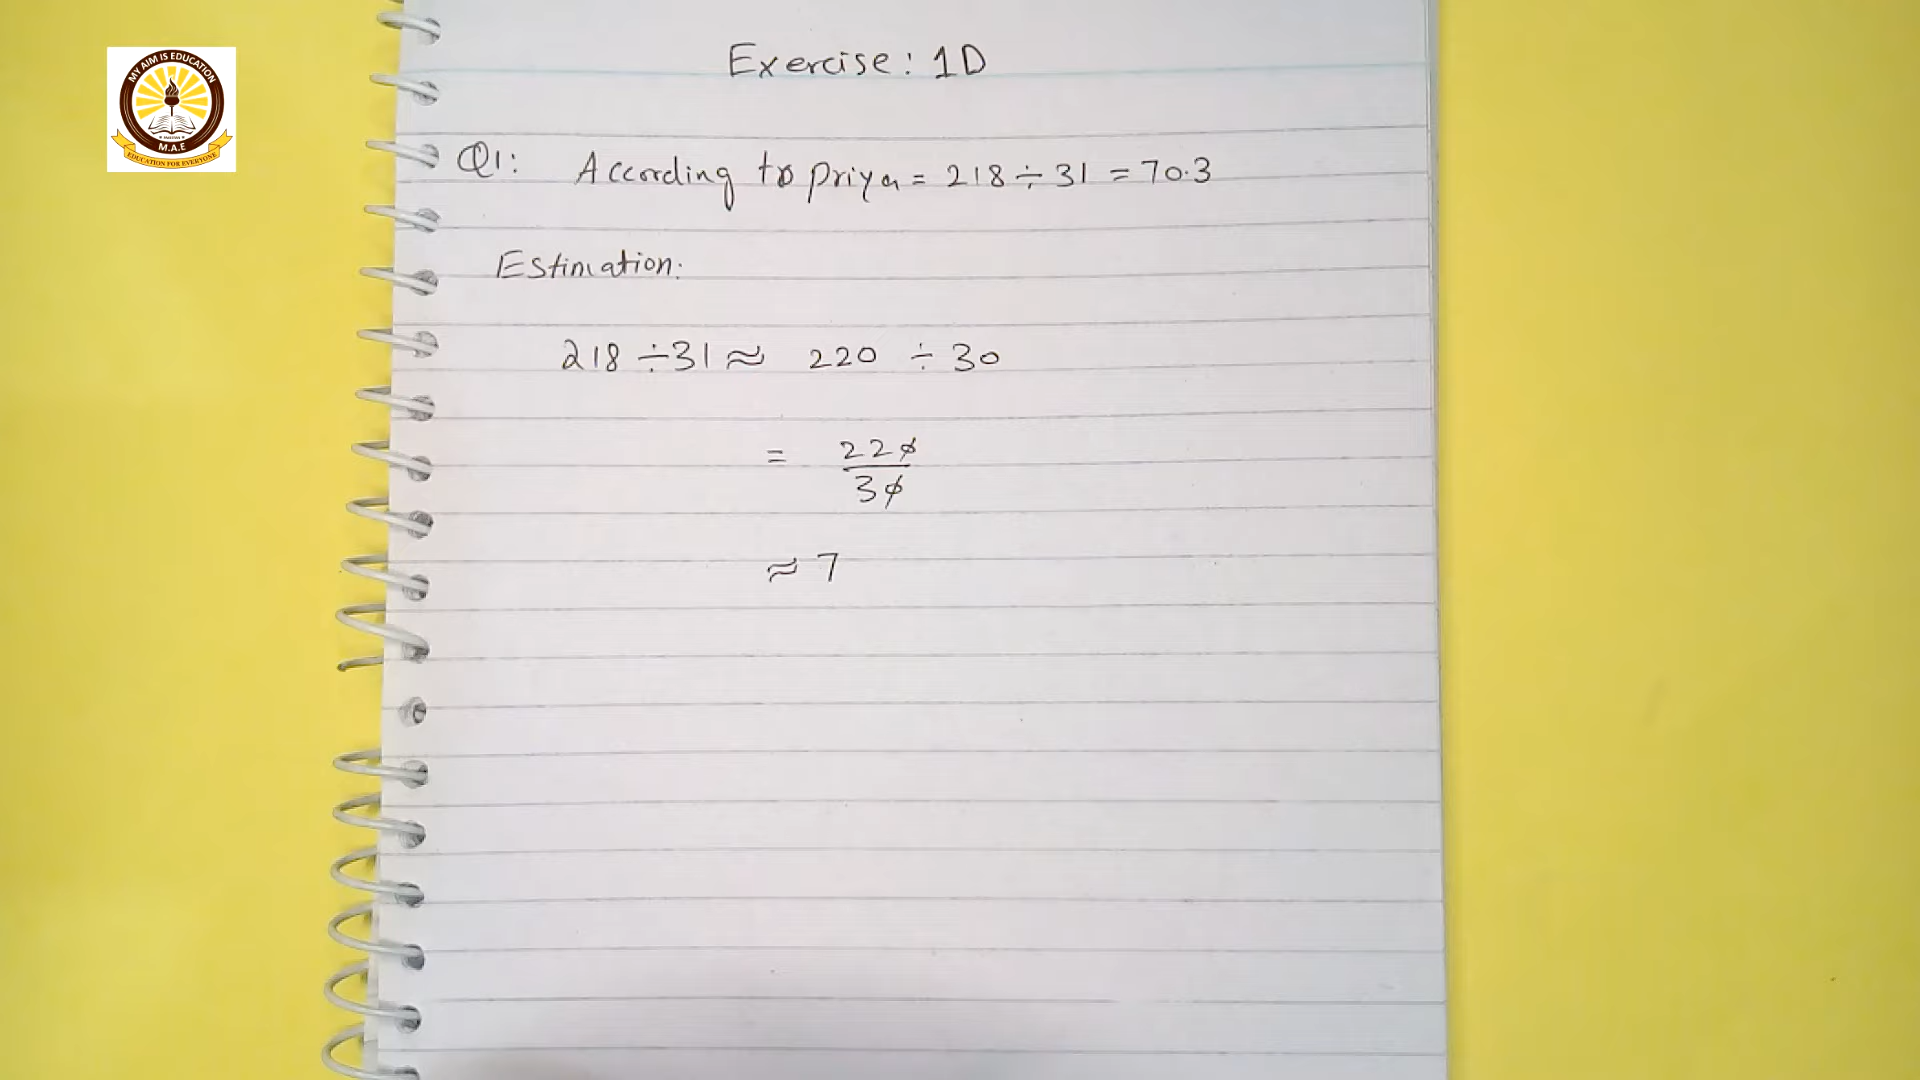 MY AIM IS EDUCATION
M.A.E
EDUCATION FOR EVERYONE
Exercise: 1D
Q1: According to Priya = 218 ÷ 31 = 70.3
Estimation:
218 ÷ 31 ≈ 220 ÷ 30
= 220/30
≈ 7